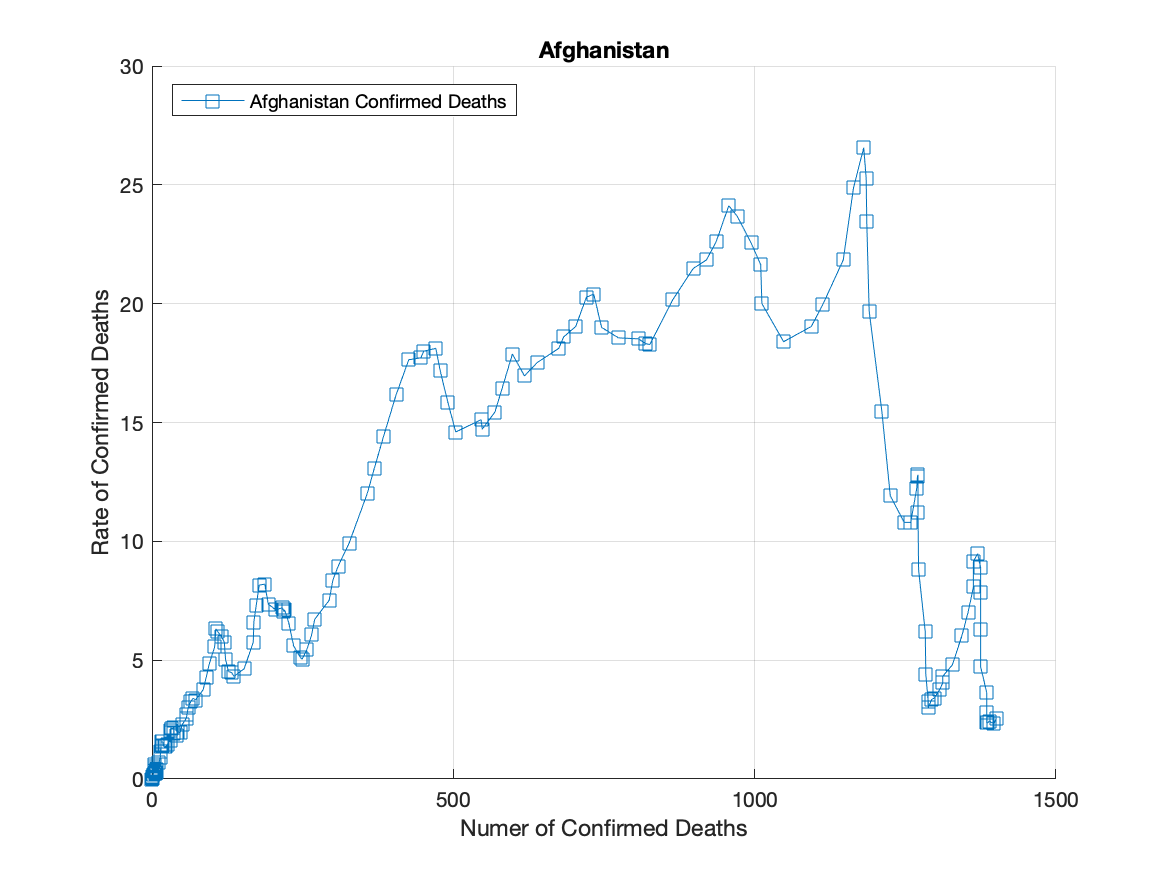 Afghanistan
Afghanistan Confirmed Deaths
30
25
20
15
10
5
0
Rate of Confirmed Deaths
0 500 1000 1500
Numer of Confirmed Deaths